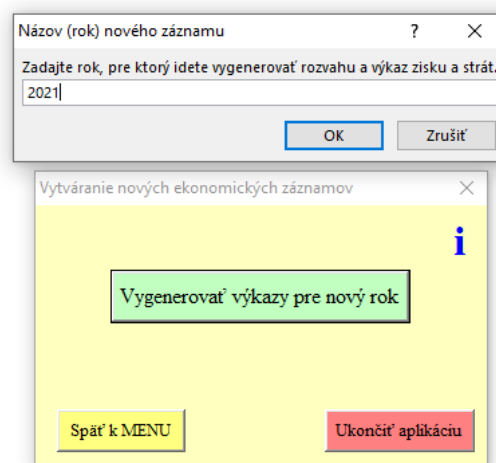 Názov (rok) nového záznamu
Zadajte rok, pre ktorý idete vygenerovať rozvahu a výkaz zisku a strát.
2021
OK Zrušiť
Vytváranie nových ekonomických záznamov
i
Vygenerovať výkazy pre nový rok
Späť k MENU Ukončiť aplikáciu